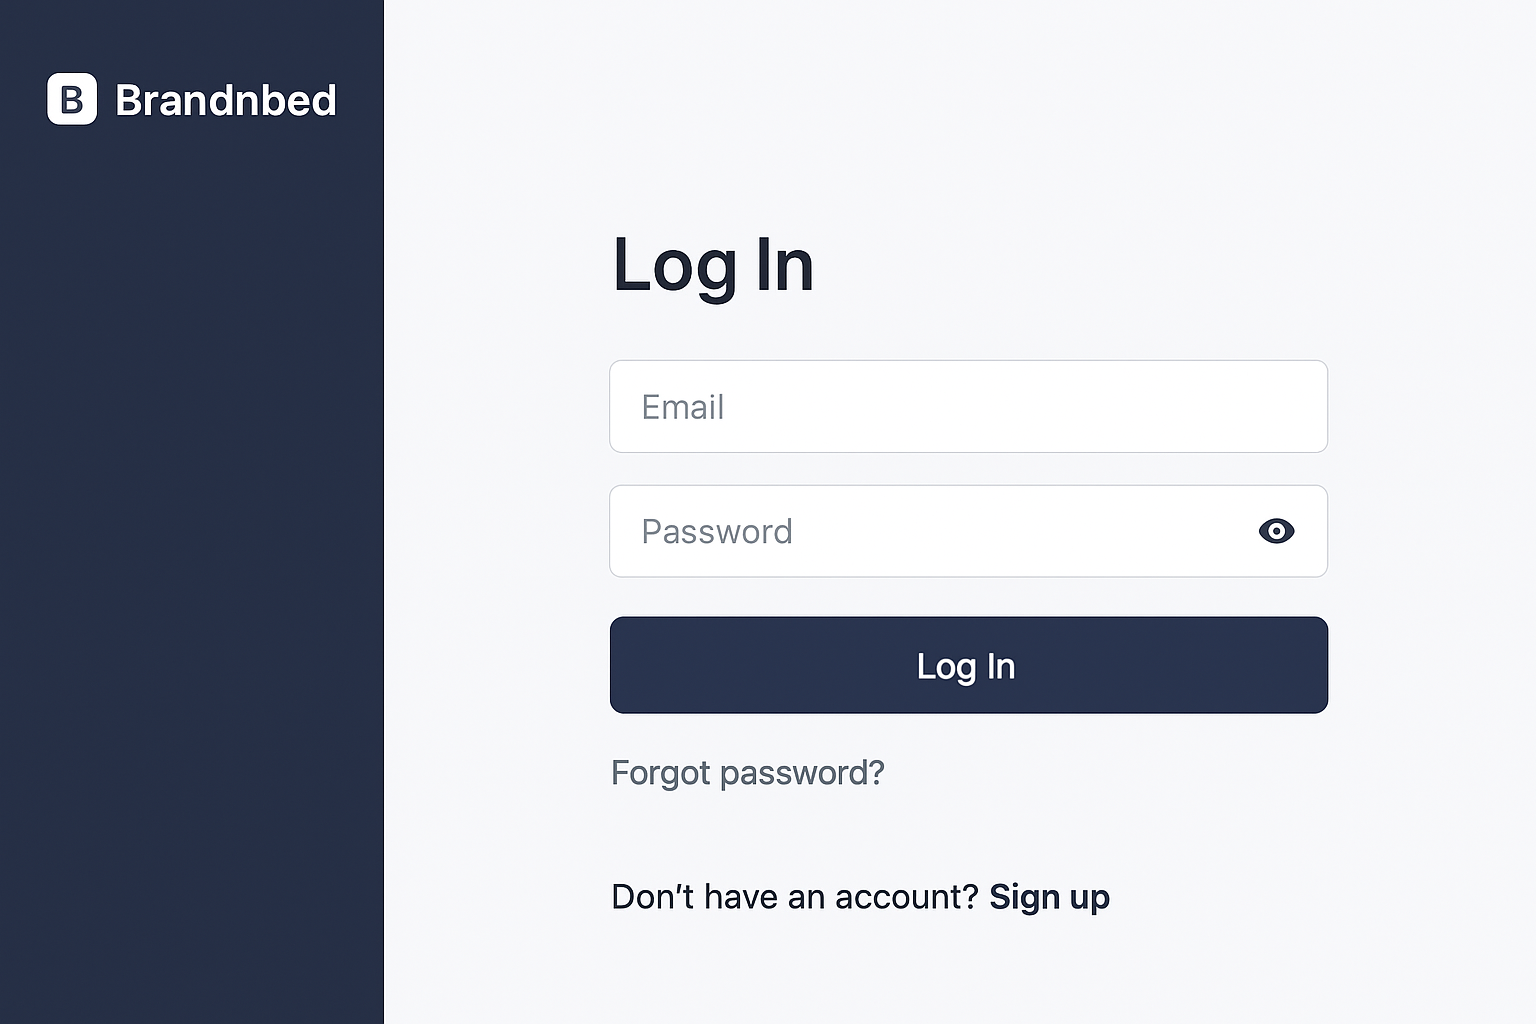 B Brandnbed
Log In
Email
Password
Log In
Forgot password?
Don’t have an account? Sign up